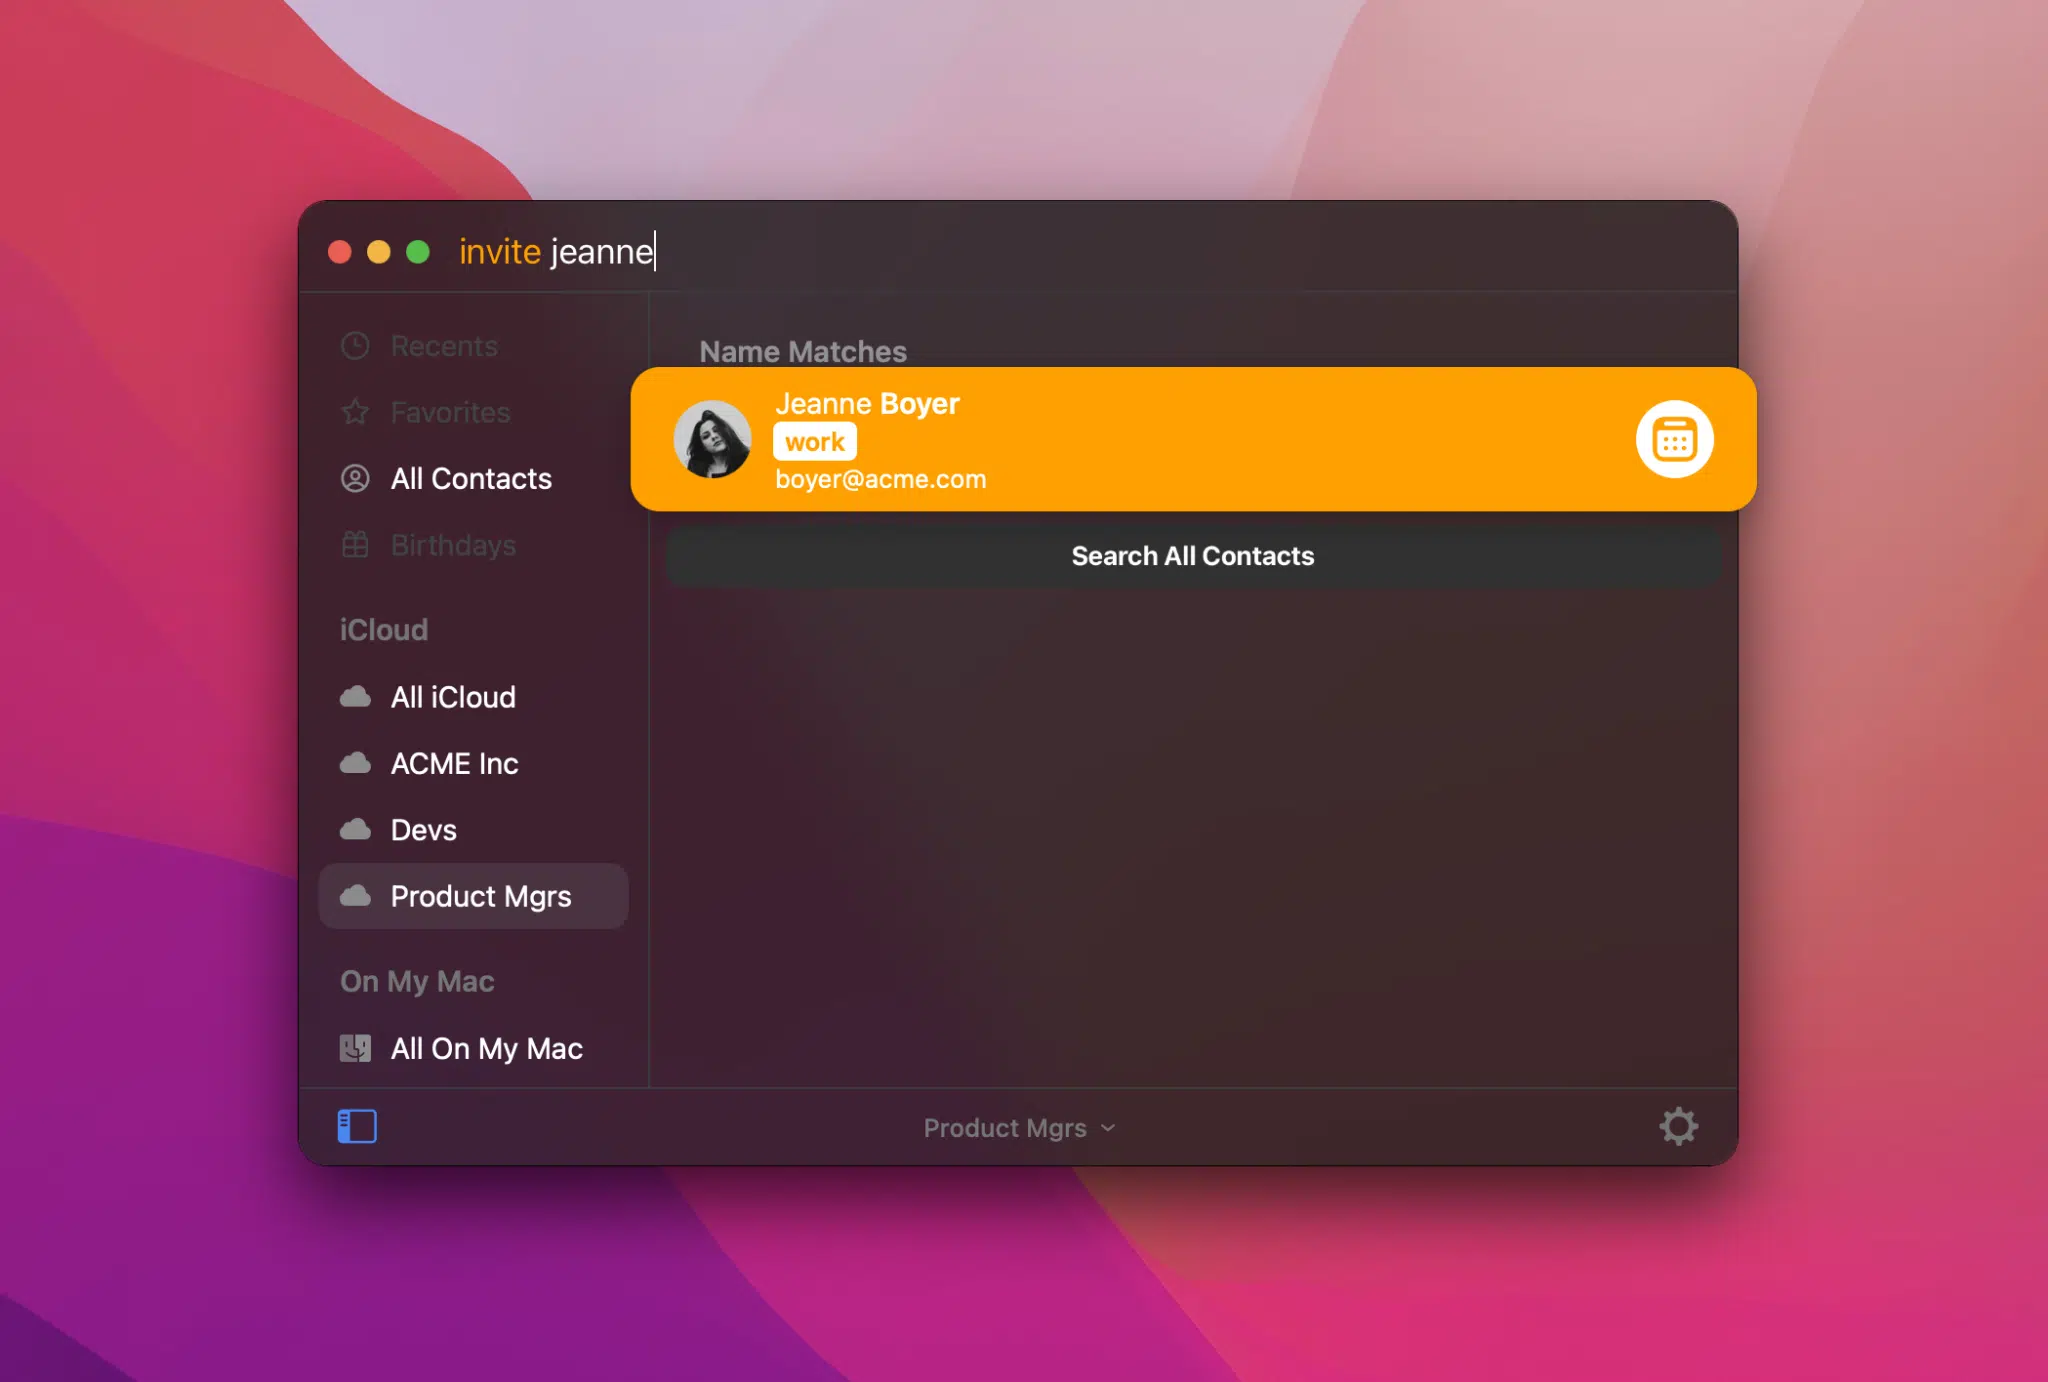 invite jeanne
Recents
Favorites
All Contacts
Birthdays
iCloud
All iCloud
ACME Inc
Devs
Product Mgrs
On My Mac
All On My Mac
Name Matches
Jeanne Boyer
work
boyer@acme.com
Search All Contacts
Product Mgrs